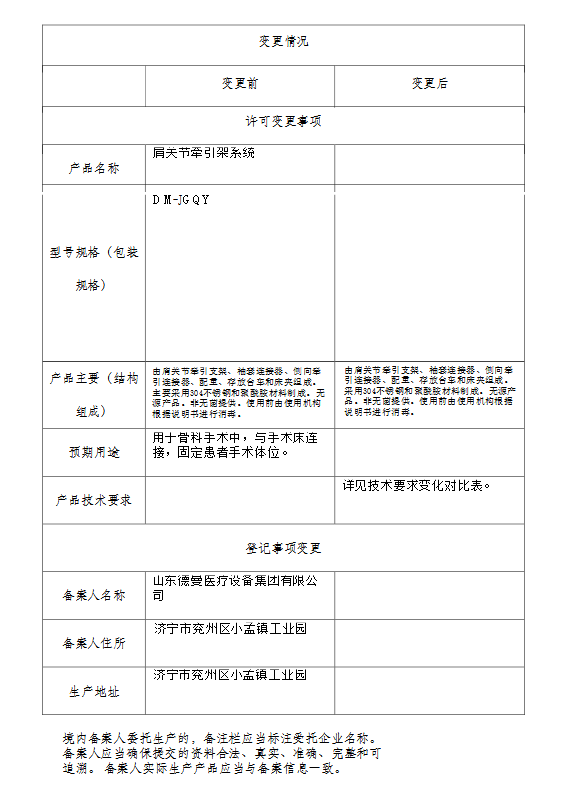 变更情况
变更前
变更后
许可变更事项
产品名称
肩关节牵引架系统
型号规格（包装
规格）
DM-JGQY
产品主要（结构
组成）
由肩关节牵引支架、袖套连接器、侧向牵
引连接器、配重、存放台车和床夹组成。
主要采用304不锈钢和聚酰胺材料制成。无
源产品。非无菌提供。使用前由使用机构
根据说明书进行消毒。
由肩关节牵引支架、袖套连接器、侧向牵
引连接器、配重、存放台车和床夹组成。
采用304不锈钢和聚酰胺材料制成。无源产
品。非无菌提供。使用前由使用机构根据
说明书进行消毒。
预期用途
用于骨科手术中，与手术床连
接，固定患者手术体位。
产品技术要求
详见技术要求变化对比表。
登记事项变更
备案人名称
山东德曼医疗设备集团有限公
司
备案人住所
济宁市兖州区小孟镇工业园
生产地址
济宁市兖州区小孟镇工业园
境内备案人委托生产的，备注栏应当标注受托企业名称。
备案人应当确保提交的资料合法、真实、准确、完整和可
追溯。 备案人实际生产产品应当与备案信息一致。